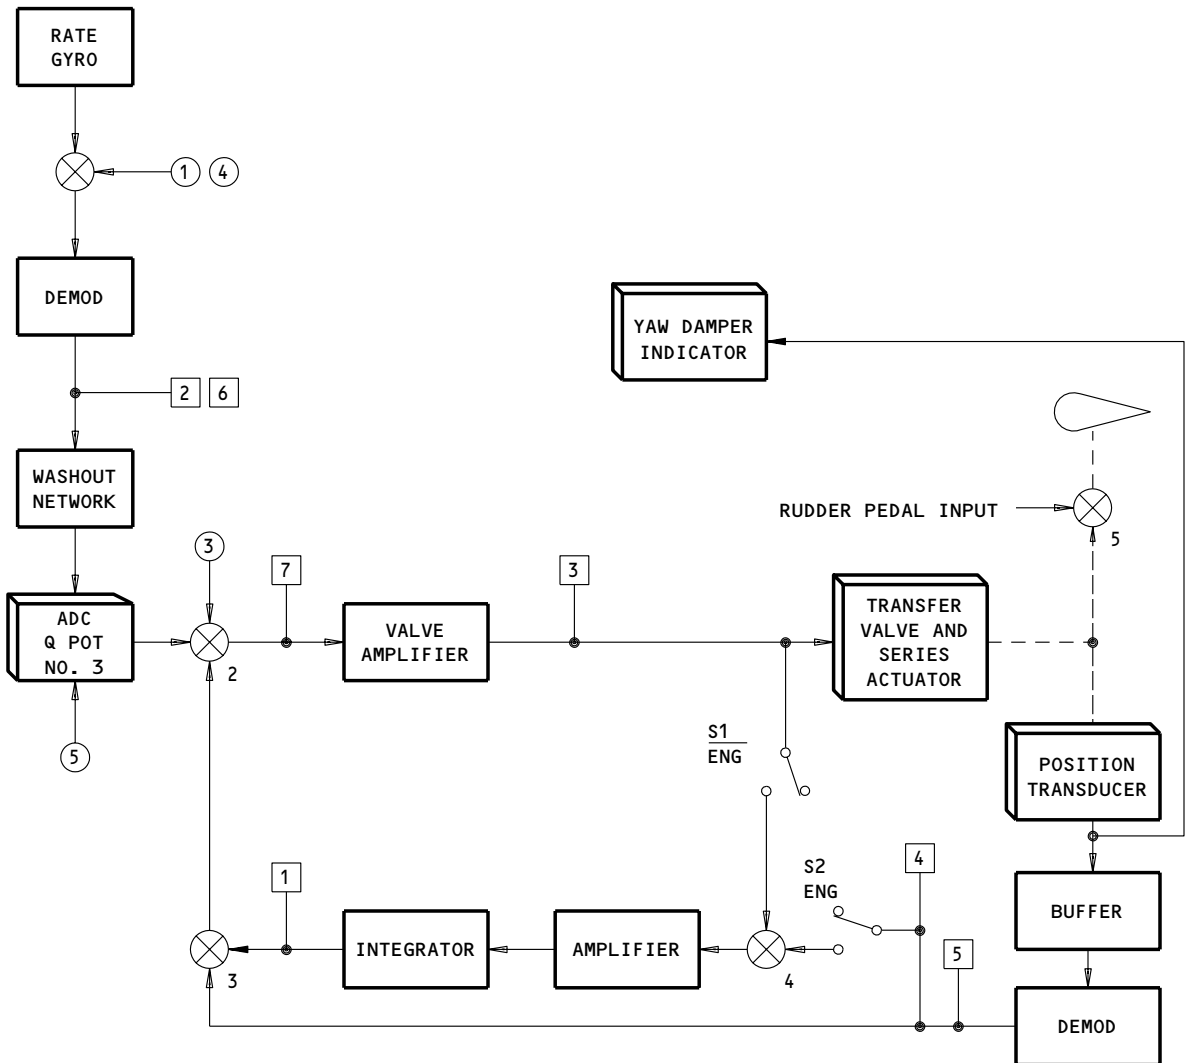 RATE
GYRO
1 4
DEMOD
YAW DAMPER
INDICATOR
2 6
WASHOUT
NETWORK
RUDDER PEDAL INPUT
5
3
7
3
ADC
Q POT
NO. 3
2
VALVE
AMPLIFIER
TRANSFER
VALVE AND
SERIES
ACTUATOR
5
S1
ENG
POSITION
TRANSDUCER
1
S2
ENG
4
BUFFER
3
INTEGRATOR
AMPLIFIER
4
5
DEMOD